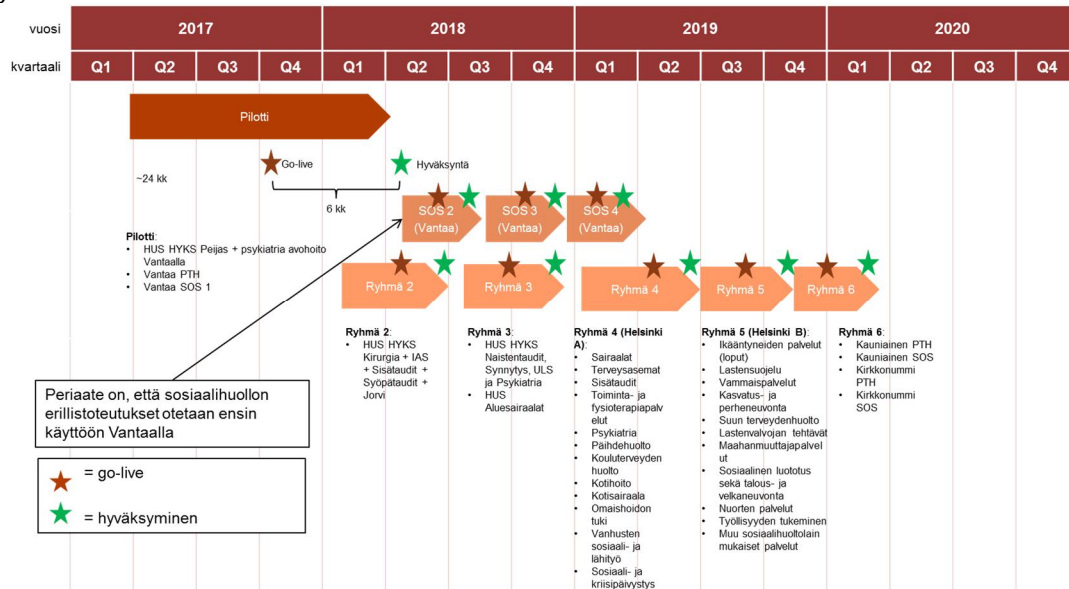 vuosi
2017
2018
2019
2020
kvartaali
Q1
Q2
Q3
Q4
Q1
Q2
Q3
Q4
Q1
Q2
Q3
Q4
Q1
Q2
Q3
Q4
Pilotti
Go-live
Hyväksyntä
~24 kk
6 kk
SOS 2
(Vantaa)
SOS 3
(Vantaa)
SOS 4
(Vantaa)
Pilotti:
• HUS HYKS Peijas + psykiatria avohoito
Vantaalla
• Vantaa PTH
• Vantaa SOS 1
Ryhmä 2
Ryhmä 3
Ryhmä 4
Ryhmä 5
Ryhmä 6
Ryhmä 2:
• HUS HYKS
Kirurgia + IAS
+ Sisätaudit +
Syöpätaudit +
Jorvi
Ryhmä 3:
• HUS HYKS
Naistentaudit,
Synnytys, ULS
ja Psykiatria
• HUS
Aluesairaalat
Ryhmä 4 (Helsinki
A):
• Sairaalat
• Terveysasemat
• Sisätaudit
• Toiminta- ja
fysioterapiapalv
elut
• Psykiatria
• Päihdehuolto
• Kouluterveyden
huolto
• Kotihoito
• Kotisairaala
• Omaishoidon
tuki
• Vanhusten
sosiaali- ja
lähityö
• Sosiaali- ja
kriisipäivystys
Ryhmä 5 (Helsinki B):
• Ikääntyneiden palvelut
(loput)
• Lastensuojelu
• Vammaispalvelut
• Kasvatus- ja
perheneuvonta
• Suun terveydenhuolto
• Lastenvalvojan tehtävät
• Maahanmuuttajapalvel
ut
• Sosiaalinen luototus
sekä talous- ja
velkaneuvonta
• Nuorten palvelut
• Työllisyyden tukeminen
• Muu sosiaalihuoltolain
mukaiset palvelut
Ryhmä 6:
• Kauniainen PTH
• Kauniainen SOS
• Kirkkonummi
PTH
• Kirkkonummi
SOS
Periaate on, että sosiaalihuollon
erillistoteutukset otetaan ensin
käyttöön Vantaalla
= go-live
= hyväksyminen